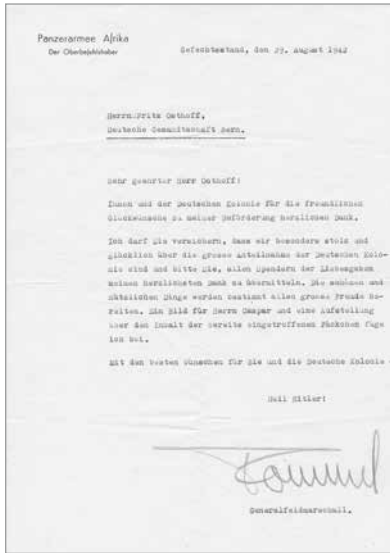 Panzerarmee Afrika
Der Oberbefehlshaber
Gefechtsstand, den 29. August 1942
Herrn Fritz Osthoff,
Deutsche Gesandtschaft Bern.
Sehr geehrter Herr Osthoff!
Ihnen und der Deutschen Kolonie für die freundlichen
Glückwünsche zu meiner Beförderung herzlichen Dank.
Ich darf Sie versichern, dass wir besonders stolz und
glücklich über die grosse Anteilnahme der Deutschen Kolo-
nie sind und bitte Sie, allen Spendern der Liebesgaben
meinen herzlichsten Dank zu übermitteln. Die schönen und
nützlichen Dinge werden bestimmt allen grosse Freude be-
reiten. Ein Bild für Herrn Caspar und eine Aufstellung
über den Inhalt der bereits eingetroffenen Päckchen füge
ich bei.
Mit den besten Wünschen für Sie und die Deutsche Kolonie
Heil Hitler!
Rommel
Generalfeldmarschall.